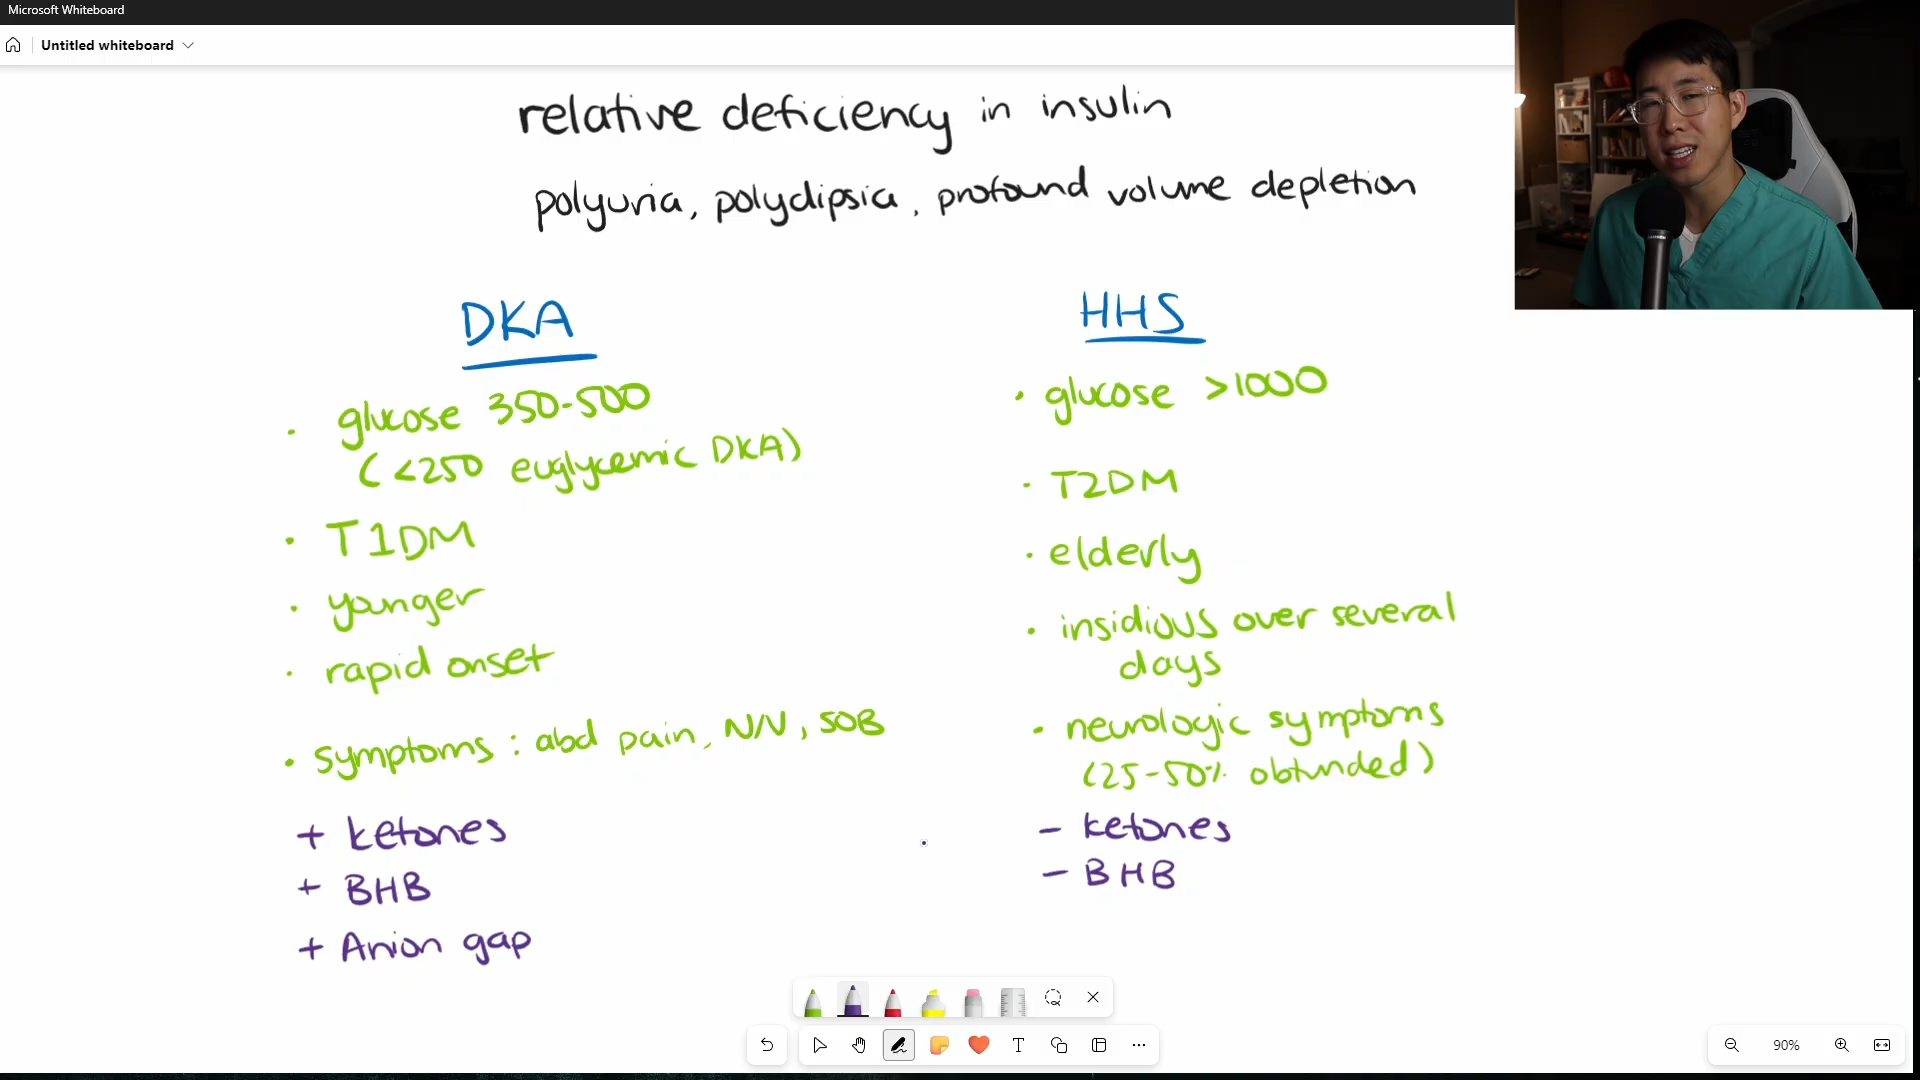 Microsoft Whiteboard
Untitled whiteboard
relative deficiency in insulin
polyuria, polydipsia, profound volume depletion
DKA
• glucose 350-500
(<250 euglycemic DKA)
• T1DM
• younger
• rapid onset
• symptoms: abd pain, N/V, SOB
+ ketones
+ BHB
+ Anion gap
HHS
• glucose >1000
• T2DM
• elderly
• insidious over several
days
• neurologic symptoms
(25-50% obtunded)
- ketones
- BHB
90%